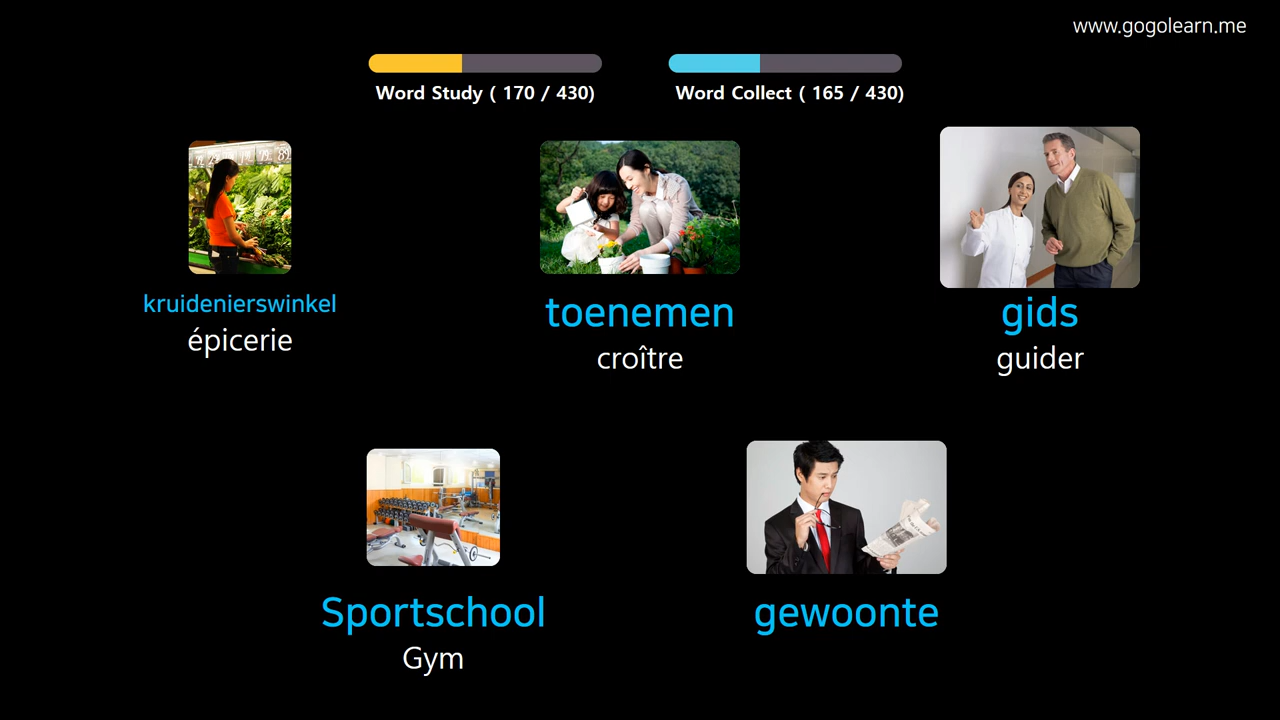 www.gogolearn.me
Word Study ( 170 / 430)
Word Collect ( 165 / 430)
kruidenierswinkel
épicerie
toenemen
croître
gids
guider
Sportschool
Gym
gewoonte